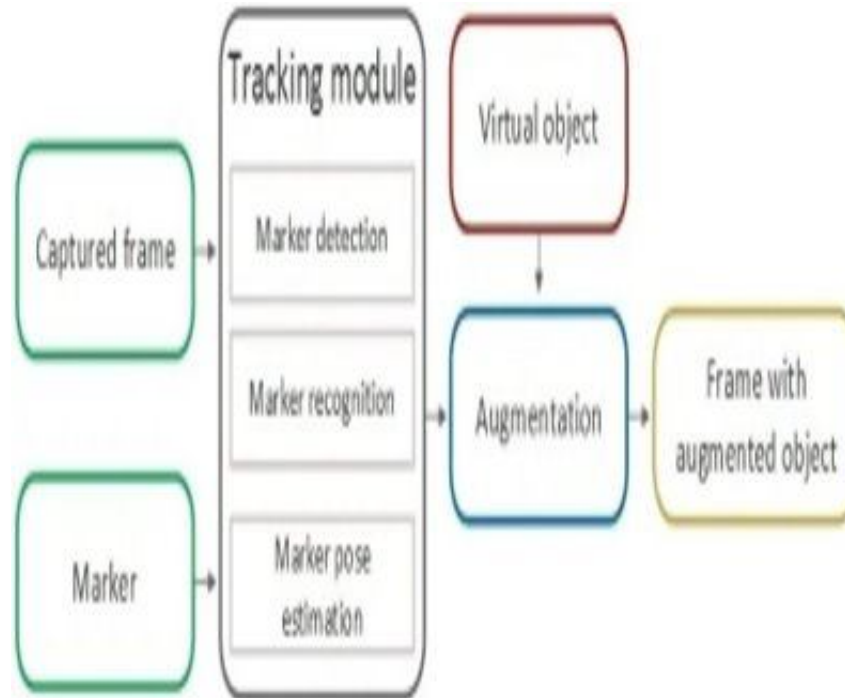 Tracking module
Captured frame
Marker detection
Marker recognition
Marker pose
estimation
Marker
Virtual object
Augmentation
Frame with
augmented object